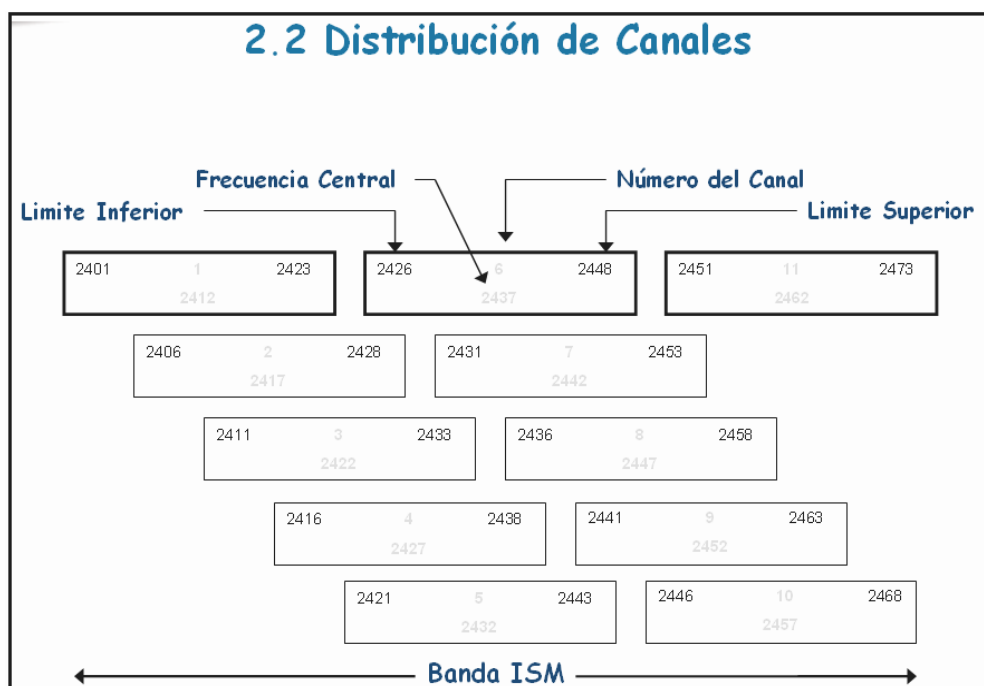 2.2 Distribución de Canales
Frecuencia Central
Número del Canal
Limite Inferior
Limite Superior
2401 1 2423
2412
2426 6 2448
2437
2451 11 2473
2462
2406 2 2428
2417
2431 7 2453
2442
2411 3 2433
2422
2436 8 2458
2447
2416 4 2438
2427
2441 9 2463
2452
2421 5 2443
2432
2446 10 2468
2457
Banda ISM